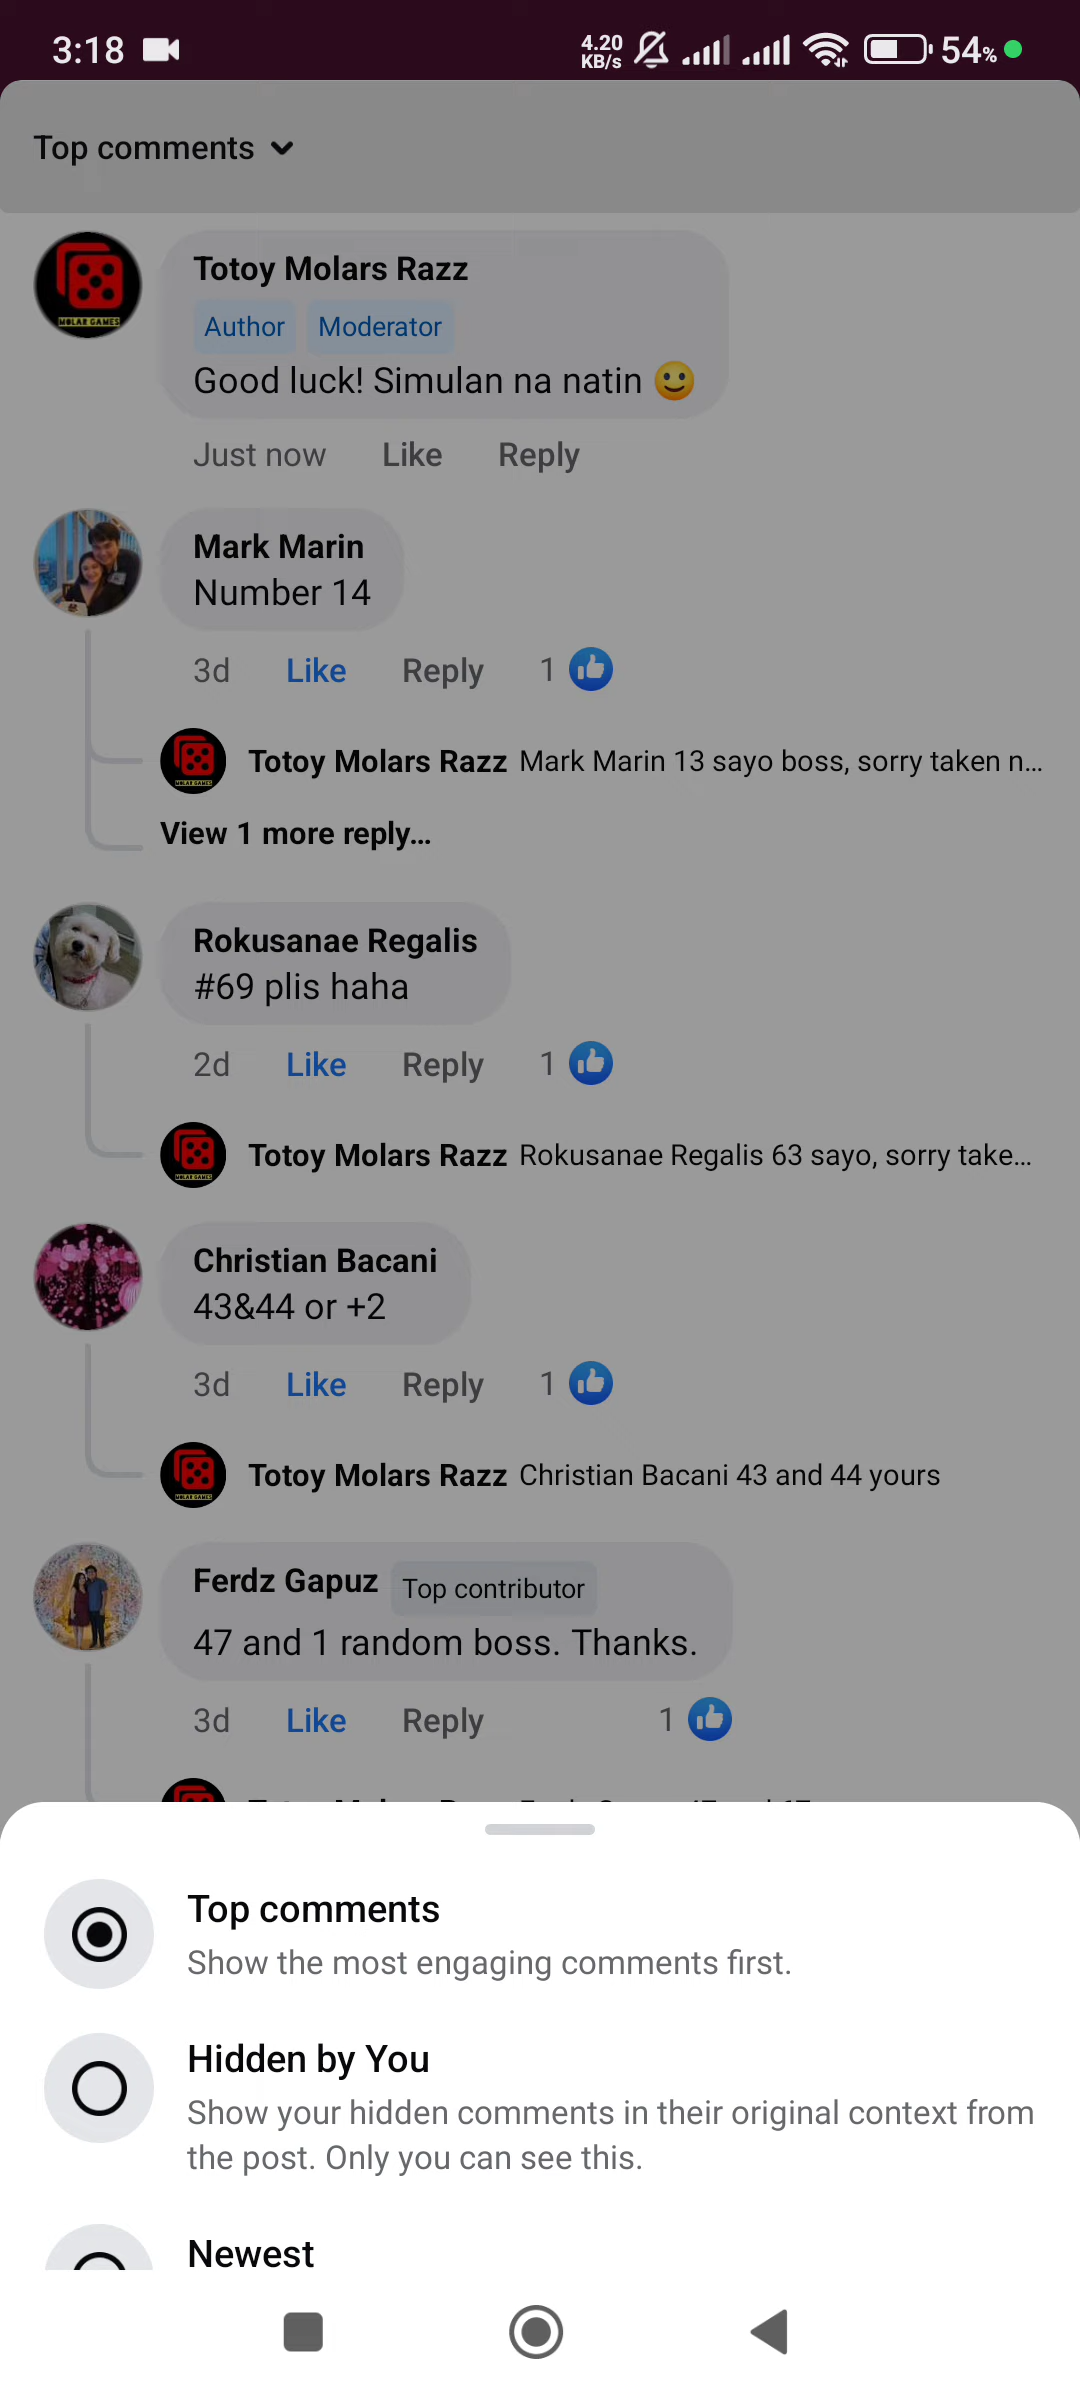 3:18
4.20
KB/s
54%
Top comments
Totoy Molars Razz
Author Moderator
Good luck! Simulan na natin 🙂
Just now Like Reply
Mark Marin
Number 14
3d Like Reply 1
Totoy Molars Razz Mark Marin 13 sayo boss, sorry taken n...
View 1 more reply...
Rokusanae Regalis
#69 plis haha
2d Like Reply 1
Totoy Molars Razz Rokusanae Regalis 63 sayo, sorry take...
Christian Bacani
43&44 or +2
3d Like Reply 1
Totoy Molars Razz Christian Bacani 43 and 44 yours
Ferdz Gapuz Top contributor
47 and 1 random boss. Thanks.
3d Like Reply 1
Top comments
Show the most engaging comments first.
Hidden by You
Show your hidden comments in their original context from
the post. Only you can see this.
Newest